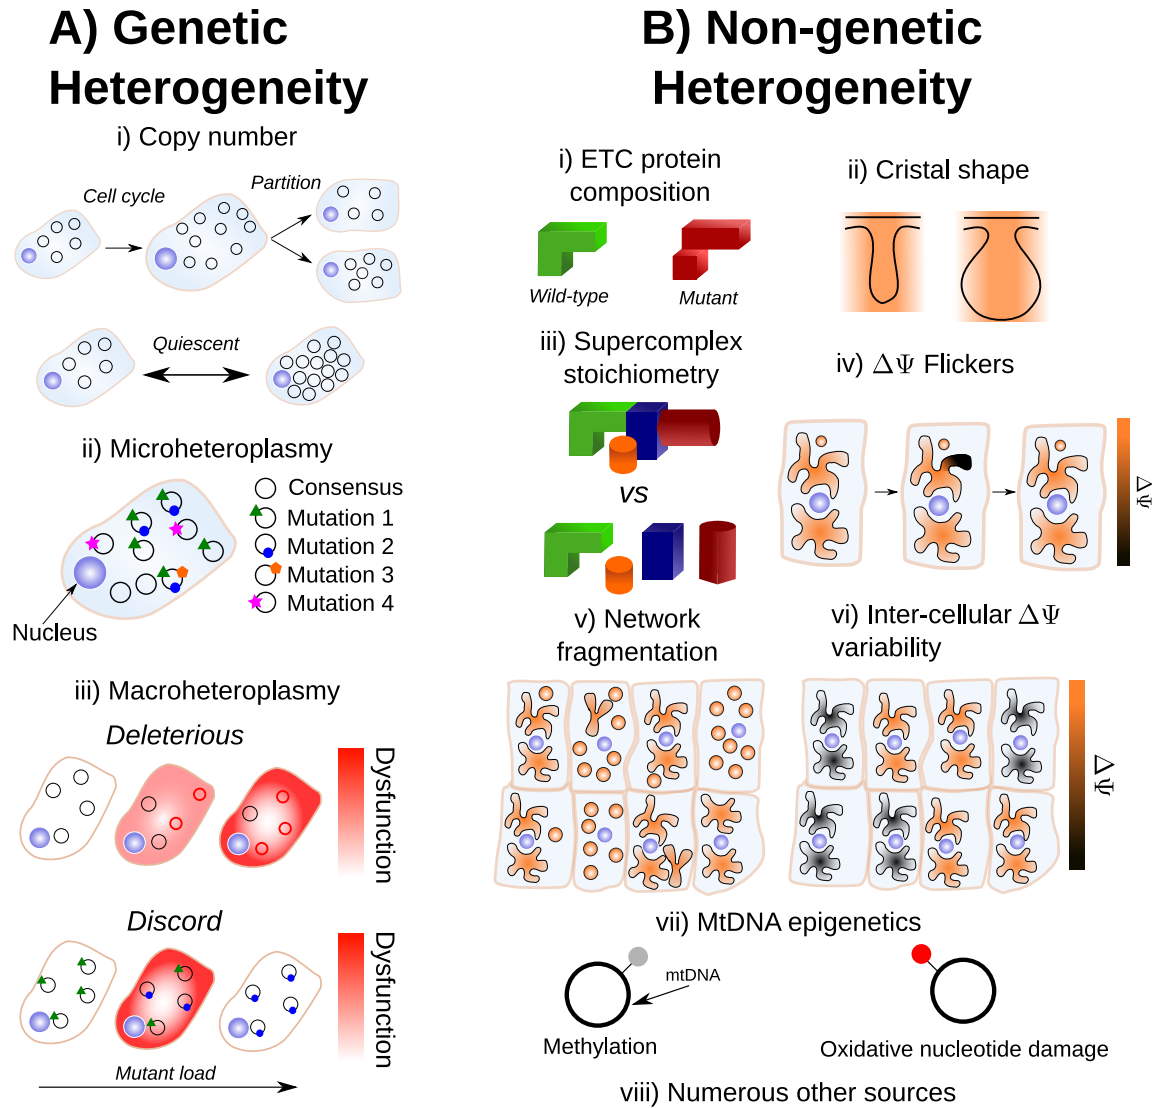 A) Genetic
Heterogeneity
i) Copy number
Cell cycle
Partition
Quiescent
ii) Microheteroplasmy
Consensus
Mutation 1
Mutation 2
Mutation 3
Mutation 4
Nucleus
iii) Macroheteroplasmy
Deleterious
Dysfunction
Discord
Dysfunction
Mutant load
B) Non-genetic
Heterogeneity
i) ETC protein
composition
Wild-type
Mutant
ii) Cristal shape
iii) Supercomplex
stoichiometry
vs
iv) ΔΨ Flickers
ΔΨ
v) Network
fragmentation
vi) Inter-cellular ΔΨ
variability
ΔΨ
vii) MtDNA epigenetics
mtDNA
Methylation
Oxidative nucleotide damage
viii) Numerous other sources